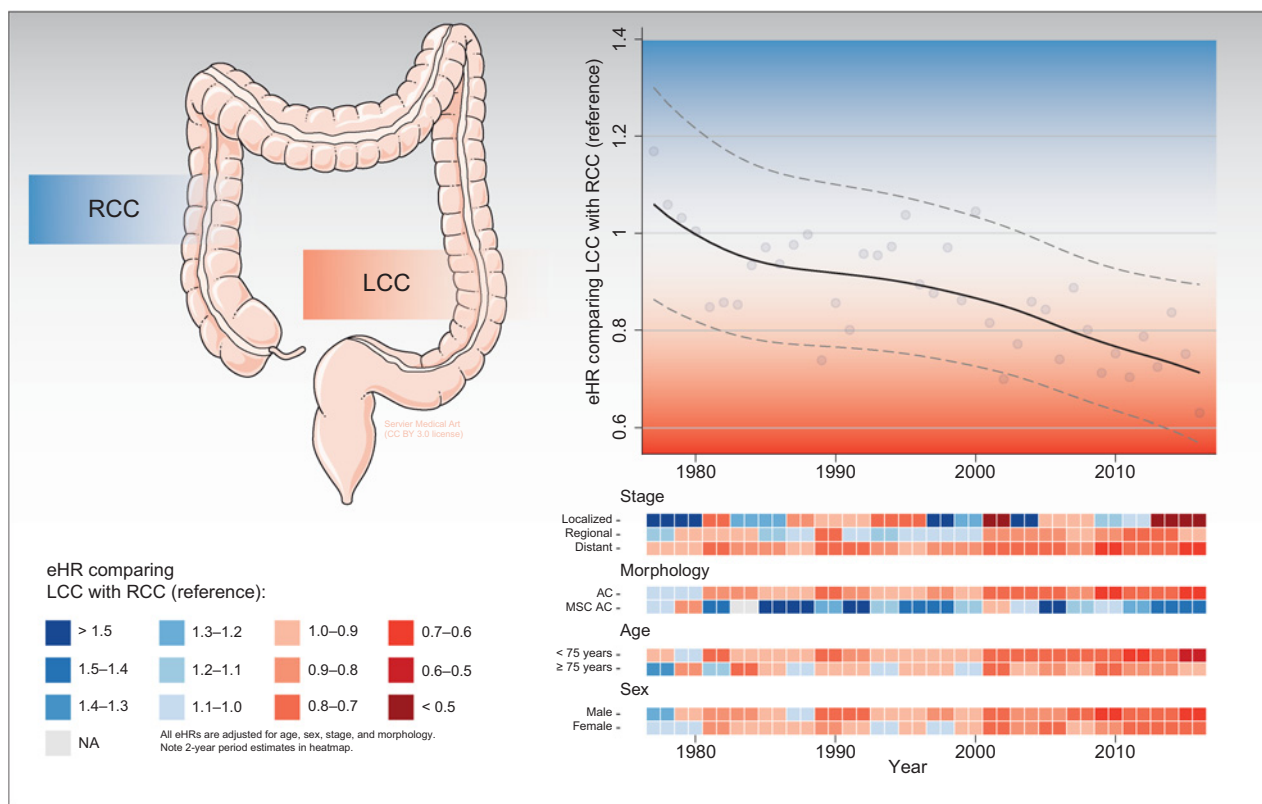 RCC
LCC
Servier Medical Art
(CC BY 3.0 license)
eHR comparing LCC with RCC (reference)
1.4
1.2
1
0.8
0.6
1980
1990
2000
2010
Stage
Localized
Regional
Distant
Morphology
AC
MSC AC
Age
< 75 years
≥ 75 years
Sex
Male
Female
1980
1990
2000
2010
Year
eHR comparing
LCC with RCC (reference):
> 1.5
1.3–1.2
1.0–0.9
0.7–0.6
1.5–1.4
1.2–1.1
0.9–0.8
0.6–0.5
1.4–1.3
1.1–1.0
0.8–0.7
< 0.5
NA
All eHRs are adjusted for age, sex, stage, and morphology.
Note 2-year period estimates in heatmap.